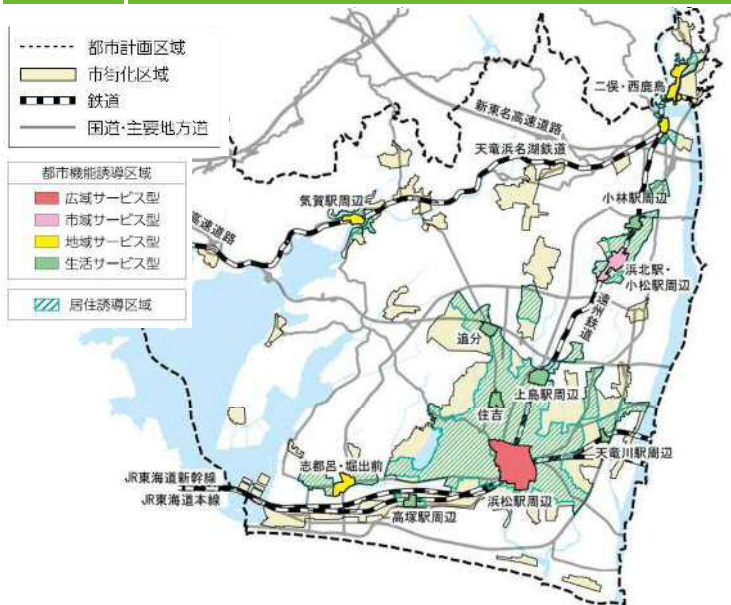 都市計画区域
市街化区域
鉄道
国道・主要地方道
都市機能誘導区域
広域サービス型
市域サービス型
地域サービス型
生活サービス型
居住誘導区域
二俣・西鹿島
新東名高速道路
天竜浜名湖鉄道
気賀駅周辺
小林駅周辺
高速道路
浜北駅・
小松駅周辺
遠州鉄道
追分
上島駅周辺
住吉
天竜川駅周辺
志都呂・堀出前
JR東海道新幹線
JR東海道本線
浜松駅周辺
高塚駅周辺